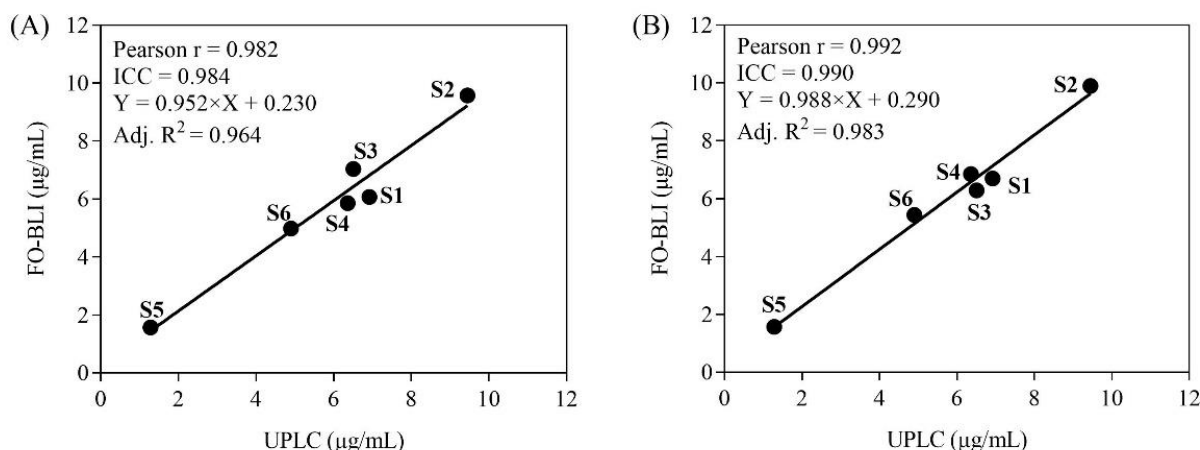 (A)
Pearson r = 0.982
ICC = 0.984
Y = 0.952×X + 0.230
Adj. R² = 0.964
S2
S3
S1
S4
S6
S5
12
10
8
6
4
2
0
FO-BLI (µg/mL)
0 2 4 6 8 10 12
UPLC (µg/mL)
(B)
Pearson r = 0.992
ICC = 0.990
Y = 0.988×X + 0.290
Adj. R² = 0.983
S2
S4
S1
S3
S6
S5
12
10
8
6
4
2
0
FO-BLI (µg/mL)
0 2 4 6 8 10 12
UPLC (µg/mL)